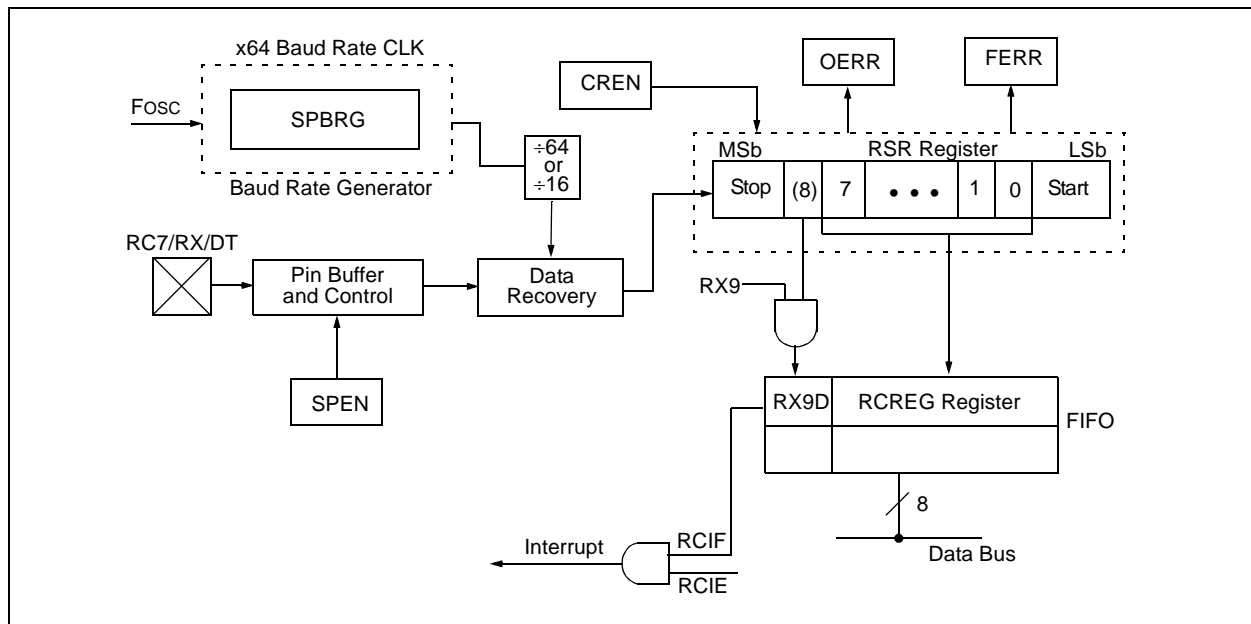 x64 Baud Rate CLK
FOSC
SPBRG
Baud Rate Generator
÷64
or
÷16
CREN
OERR
FERR
MSb
RSR Register
LSb
Stop
(8)
7
• • •
1
0
Start
RC7/RX/DT
Pin Buffer
and Control
Data
Recovery
SPEN
RX9
RX9D
RCREG Register
FIFO
8
Data Bus
Interrupt
RCIF
RCIE